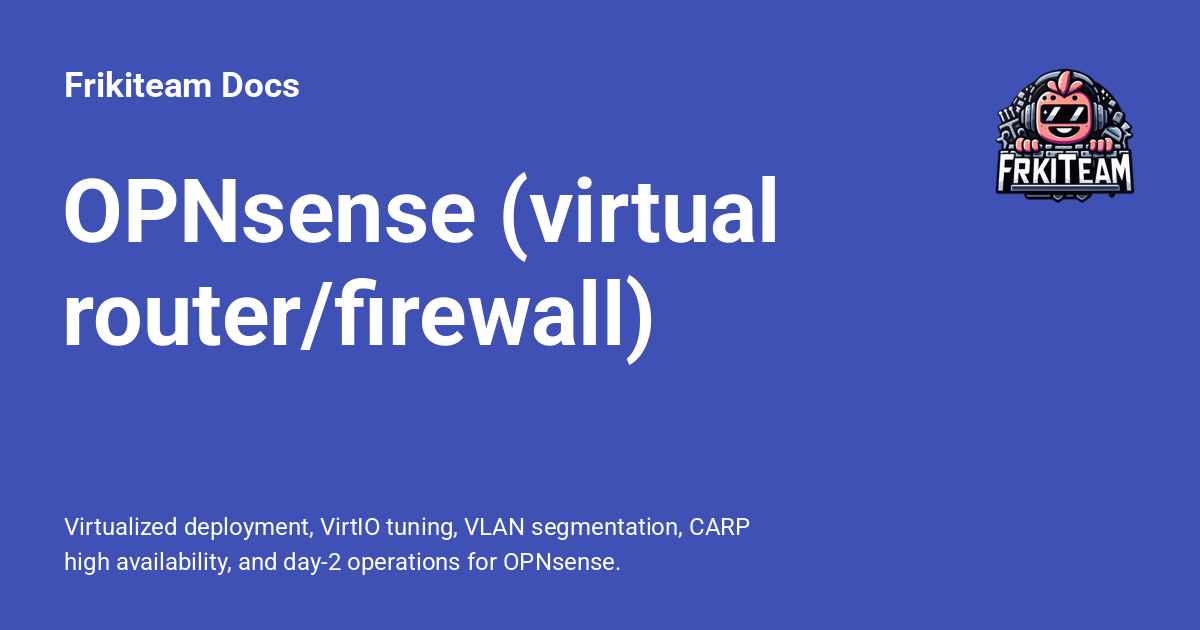 Frikiteam Docs
FRKITEAM
OPNsense (virtual
router/firewall)
Virtualized deployment, VirtIO tuning, VLAN segmentation, CARP
high availability, and day-2 operations for OPNsense.